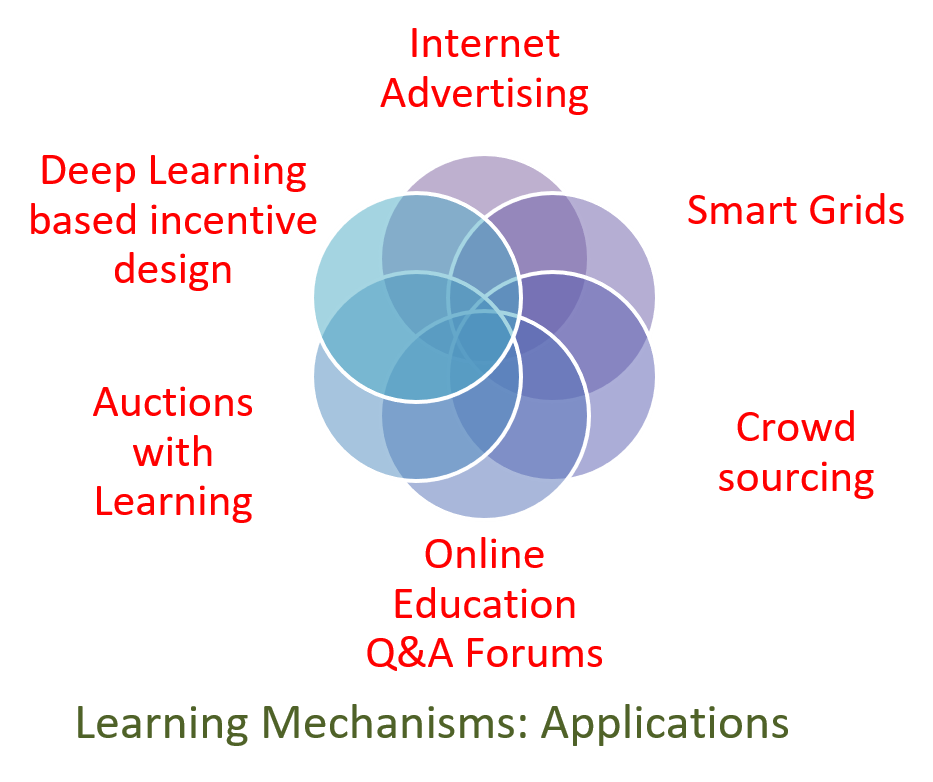 Internet
Advertising
Deep Learning
based incentive
design
Smart Grids
Auctions
with
Learning
Crowd
sourcing
Online
Education
Q&A Forums
Learning Mechanisms: Applications